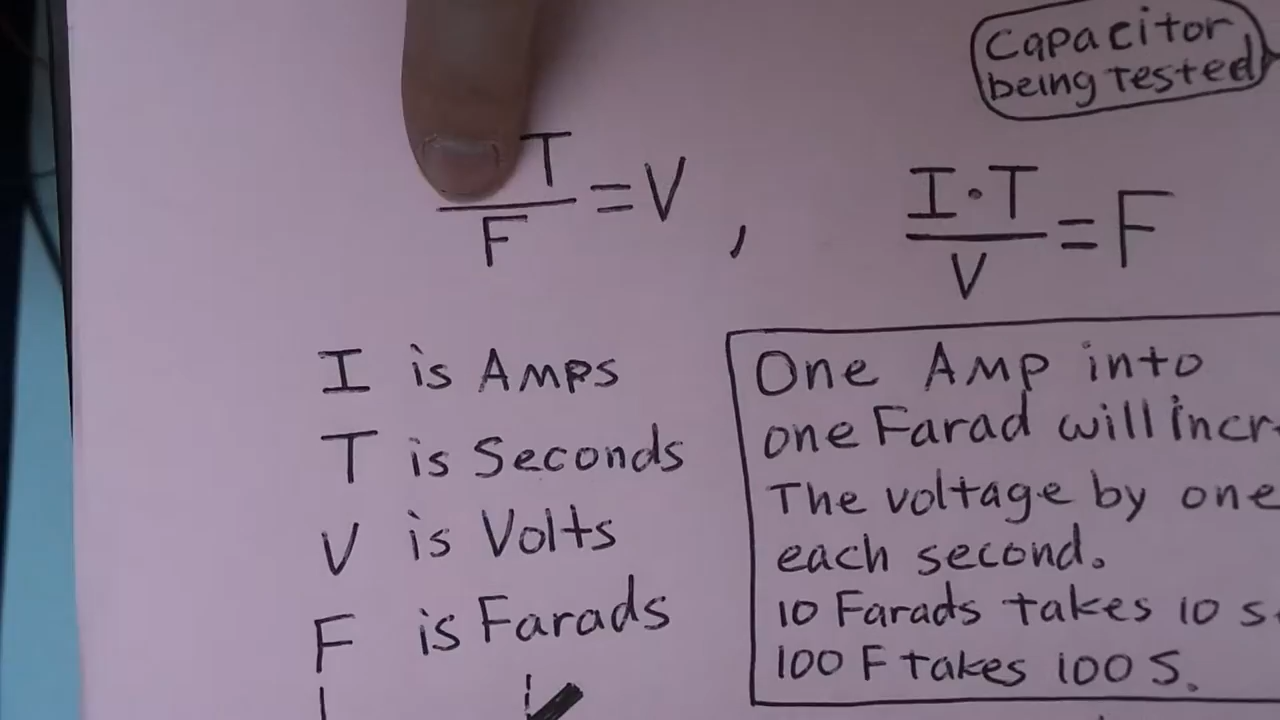 Capacitor
being Tested
T
F
=V
,
I·T
V
=F
I is Amps
T is Seconds
V is Volts
F is Farads
One Amp into
one Farad will incr
The voltage by one
each second.
10 Farads takes 10 s
100 F takes 100 S.